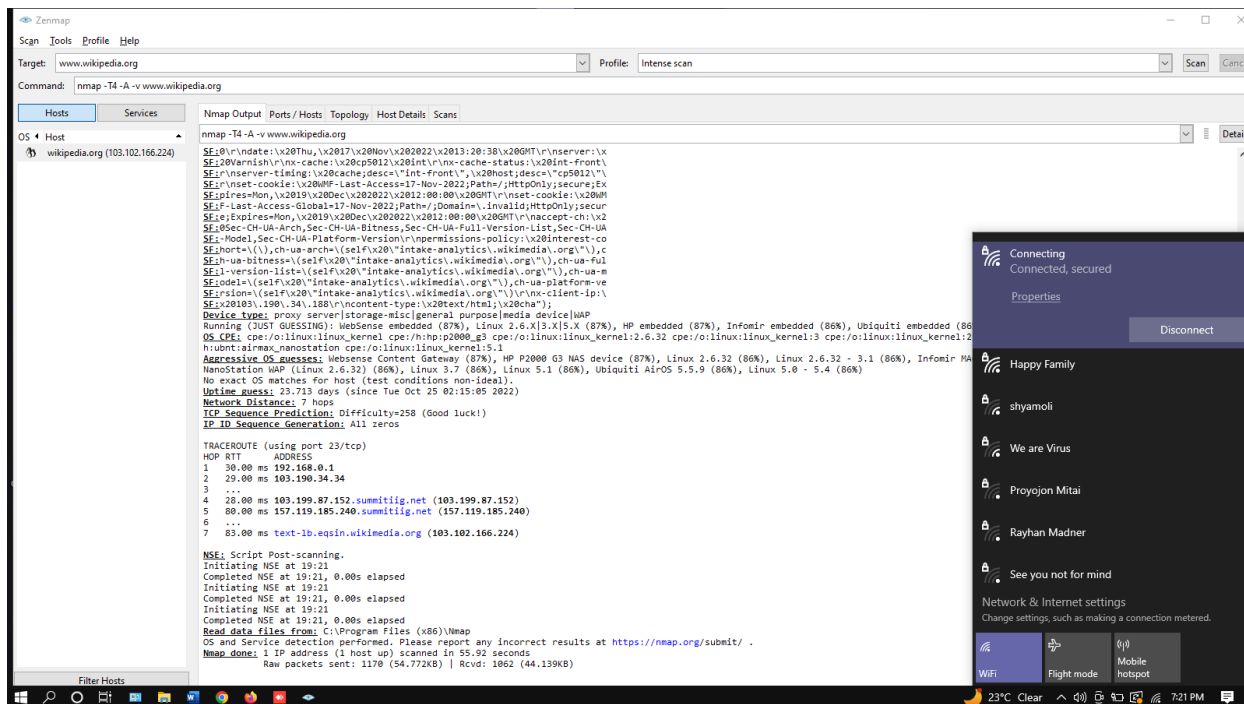 Zenmap
Scan Tools Profile Help
Target: www.wikipedia.org Profile: Intense scan Scan Canc
Command: nmap -T4 -A -v www.wikipedia.org
Hosts Services
OS Host
wikipedia.org (103.102.166.224)
Filter Hosts
Nmap Output Ports / Hosts Topology Host Details Scans
nmap -T4 -A -v www.wikipedia.org Detai
SF:0\r\ndate:\x20Thu,\x2017\x20Nov\x202022\x2013:20:38\x20GMT\r\nserver:\x
SF:20Varnish\r\nx-cache:\x20cp5012\x20int\r\nx-cache-status:\x20int-front\
SF:r\nserver-timing:\x20cache;desc=\"int-front\",\x20host;desc=\"cp5012\"\
SF:r\nset-cookie:\x20WMF-Last-Access=17-Nov-2022;Path=/;HttpOnly;secure;Ex
SF:pires=Mon,\x2019\x20Dec\x202022\x2012:00:00\x20GMT\r\nset-cookie:\x20WM
SF:F-Last-Access-Global=17-Nov-2022;Path=/;Domain=\.invalid;HttpOnly;secur
SF:e;Expires=Mon,\x2019\x20Dec\x202022\x2012:00:00\x20GMT\r\naccept-ch:\x2
SF:0Sec-CH-UA-Arch,Sec-CH-UA-Bitness,Sec-CH-UA-Full-Version-List,Sec-CH-UA
SF:-Model,Sec-CH-UA-Platform-Version\r\npermissions-policy:\x20interest-co
SF:hort=\(\),ch-ua-arch=\(self\x20\"intake-analytics\.wikimedia\.org\"\),c
SF:h-ua-bitness=\(self\x20\"intake-analytics\.wikimedia\.org\"\),ch-ua-ful
SF:l-version-list=\(self\x20\"intake-analytics\.wikimedia\.org\"\),ch-ua-m
SF:odel=\(self\x20\"intake-analytics\.wikimedia\.org\"\),ch-ua-platform-ve
SF:rsion=\(self\x20\"intake-analytics\.wikimedia\.org\"\)\r\nx-client-ip:\
SF:x20103\.190\.34\.188\r\ncontent-type:\x20text/html;\x20cha");
Device type: proxy server|storage-misc|general purpose|media device|WAP
Running (JUST GUESSING): WebSense embedded (87%), Linux 2.6.X|3.X|5.X (87%), HP embedded (87%), Infomir embedded (86%), Ubiquiti embedded (86
OS CPE: cpe:/o:linux:linux_kernel cpe:/h:hp:p2000_g3 cpe:/o:linux:linux_kernel:2.6.32 cpe:/o:linux:linux_kernel:3 cpe:/o:linux:linux_kernel:2
h:ubnt:airmax_nanostation cpe:/o:linux:linux_kernel:5.1
Aggressive OS guesses: Websense Content Gateway (87%), HP P2000 G3 NAS device (87%), Linux 2.6.32 (86%), Linux 2.6.32 - 3.1 (86%), Infomir MA
NanoStation WAP (Linux 2.6.32) (86%), Linux 3.7 (86%), Linux 5.1 (86%), Ubiquiti AirOS 5.5.9 (86%), Linux 5.0 - 5.4 (86%)
No exact OS matches for host (test conditions non-ideal).
Uptime guess: 23.713 days (since Tue Oct 25 02:15:05 2022)
Network Distance: 7 hops
TCP Sequence Prediction: Difficulty=258 (Good luck!)
IP ID Sequence Generation: All zeros
TRACEROUTE (using port 23/tcp)
HOP RTT ADDRESS
1 30.00 ms 192.168.0.1
2 29.00 ms 103.190.34.34
3 ...
4 28.00 ms 103.199.87.152.summitiig.net (103.199.87.152)
5 80.00 ms 157.119.185.240.summitiig.net (157.119.185.240)
6 ...
7 83.00 ms text-lb.eqsin.wikimedia.org (103.102.166.224)
NSE: Script Post-scanning.
Initiating NSE at 19:21
Completed NSE at 19:21, 0.00s elapsed
Initiating NSE at 19:21
Completed NSE at 19:21, 0.00s elapsed
Initiating NSE at 19:21
Completed NSE at 19:21, 0.00s elapsed
Read data files from: C:\Program Files (x86)\Nmap
OS and Service detection performed. Please report any incorrect results at https://nmap.org/submit/ .
Nmap done: 1 IP address (1 host up) scanned in 55.92 seconds
Raw packets sent: 1170 (54.772KB) | Rcvd: 1062 (44.139KB)
Connecting
Connected, secured
Properties
Disconnect
Happy Family
shyamoli
We are Virus
Proyojon Mitai
Rayhan Madner
See you not for mind
Network & Internet settings
Change settings, such as making a connection metered.
WiFi
Flight mode
Mobile hotspot
23°C Clear 7:21 PM